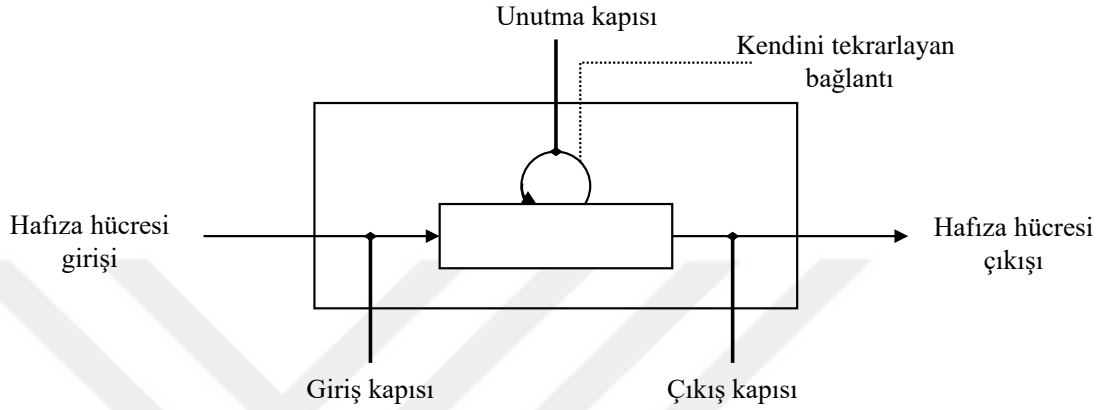 Unutma kapısı
Kendini tekrarlayan
bağlantı
Hafıza hücresi
girişi
Hafıza hücresi
çıkışı
Giriş kapısı
Çıkış kapısı